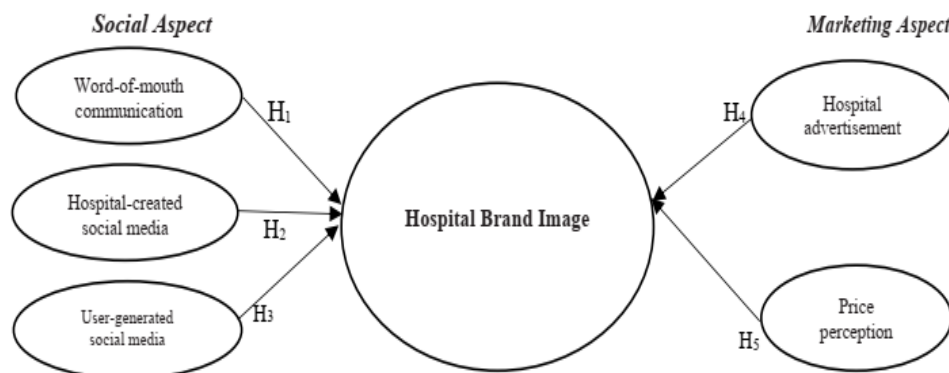 Social Aspect
Marketing Aspect
Word-of-mouth
communication
H1
H4
Hospital
advertisement
Hospital-created
social media
H2
Hospital Brand Image
User-generated
social media
H3
H5
Price
perception